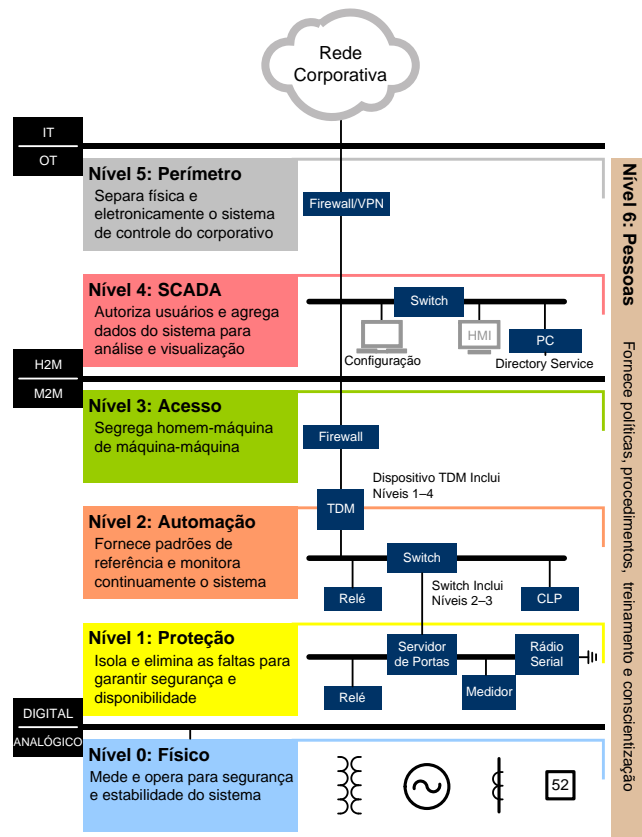 Rede
Corporativa
IT
OT
Nível 5: Perímetro
Separa física e
eletronicamente o sistema
de controle do corporativo
Firewall/VPN
Nível 4: SCADA
Autoriza usuários e agrega
dados do sistema para
análise e visualização
Switch
Configuração
HMI
PC
Directory Service
H2M
M2M
Nível 3: Acesso
Segrega homem-máquina
de máquina-máquina
Firewall
Dispositivo TDM Inclui
Níveis 1–4
TDM
Nível 2: Automação
Fornece padrões de
referência e monitora
continuamente o sistema
Switch
Relé
Switch Inclui
Níveis 2–3
CLP
Nível 1: Proteção
Isola e elimina as faltas para
garantir segurança e
disponibilidade
Servidor
de Portas
Rádio
Serial
Relé
Medidor
DIGITAL
ANALÓGICO
Nível 0: Físico
Mede e opera para segurança
e estabilidade do sistema
52
Nível 6: Pessoas
Fornece políticas, procedimentos, treinamento e conscientização